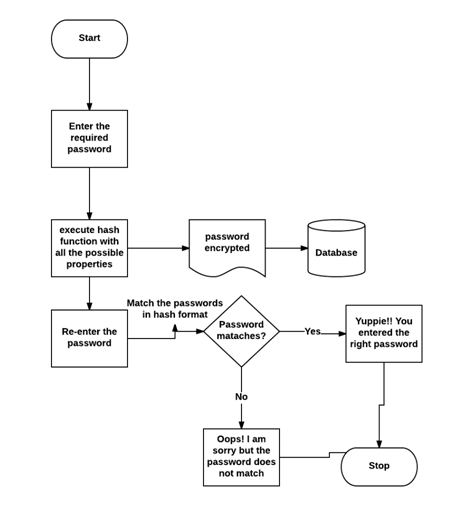 Start
Enter the
required
password
execute hash
function with
all the possible
properties
password
encrypted
Database
Match the passwords
in hash format
Re-enter the
password
Password
mataches?
Yes
Yuppie!! You
entered the
right password
No
Oops! I am
sorry but the
password does
not match
Stop